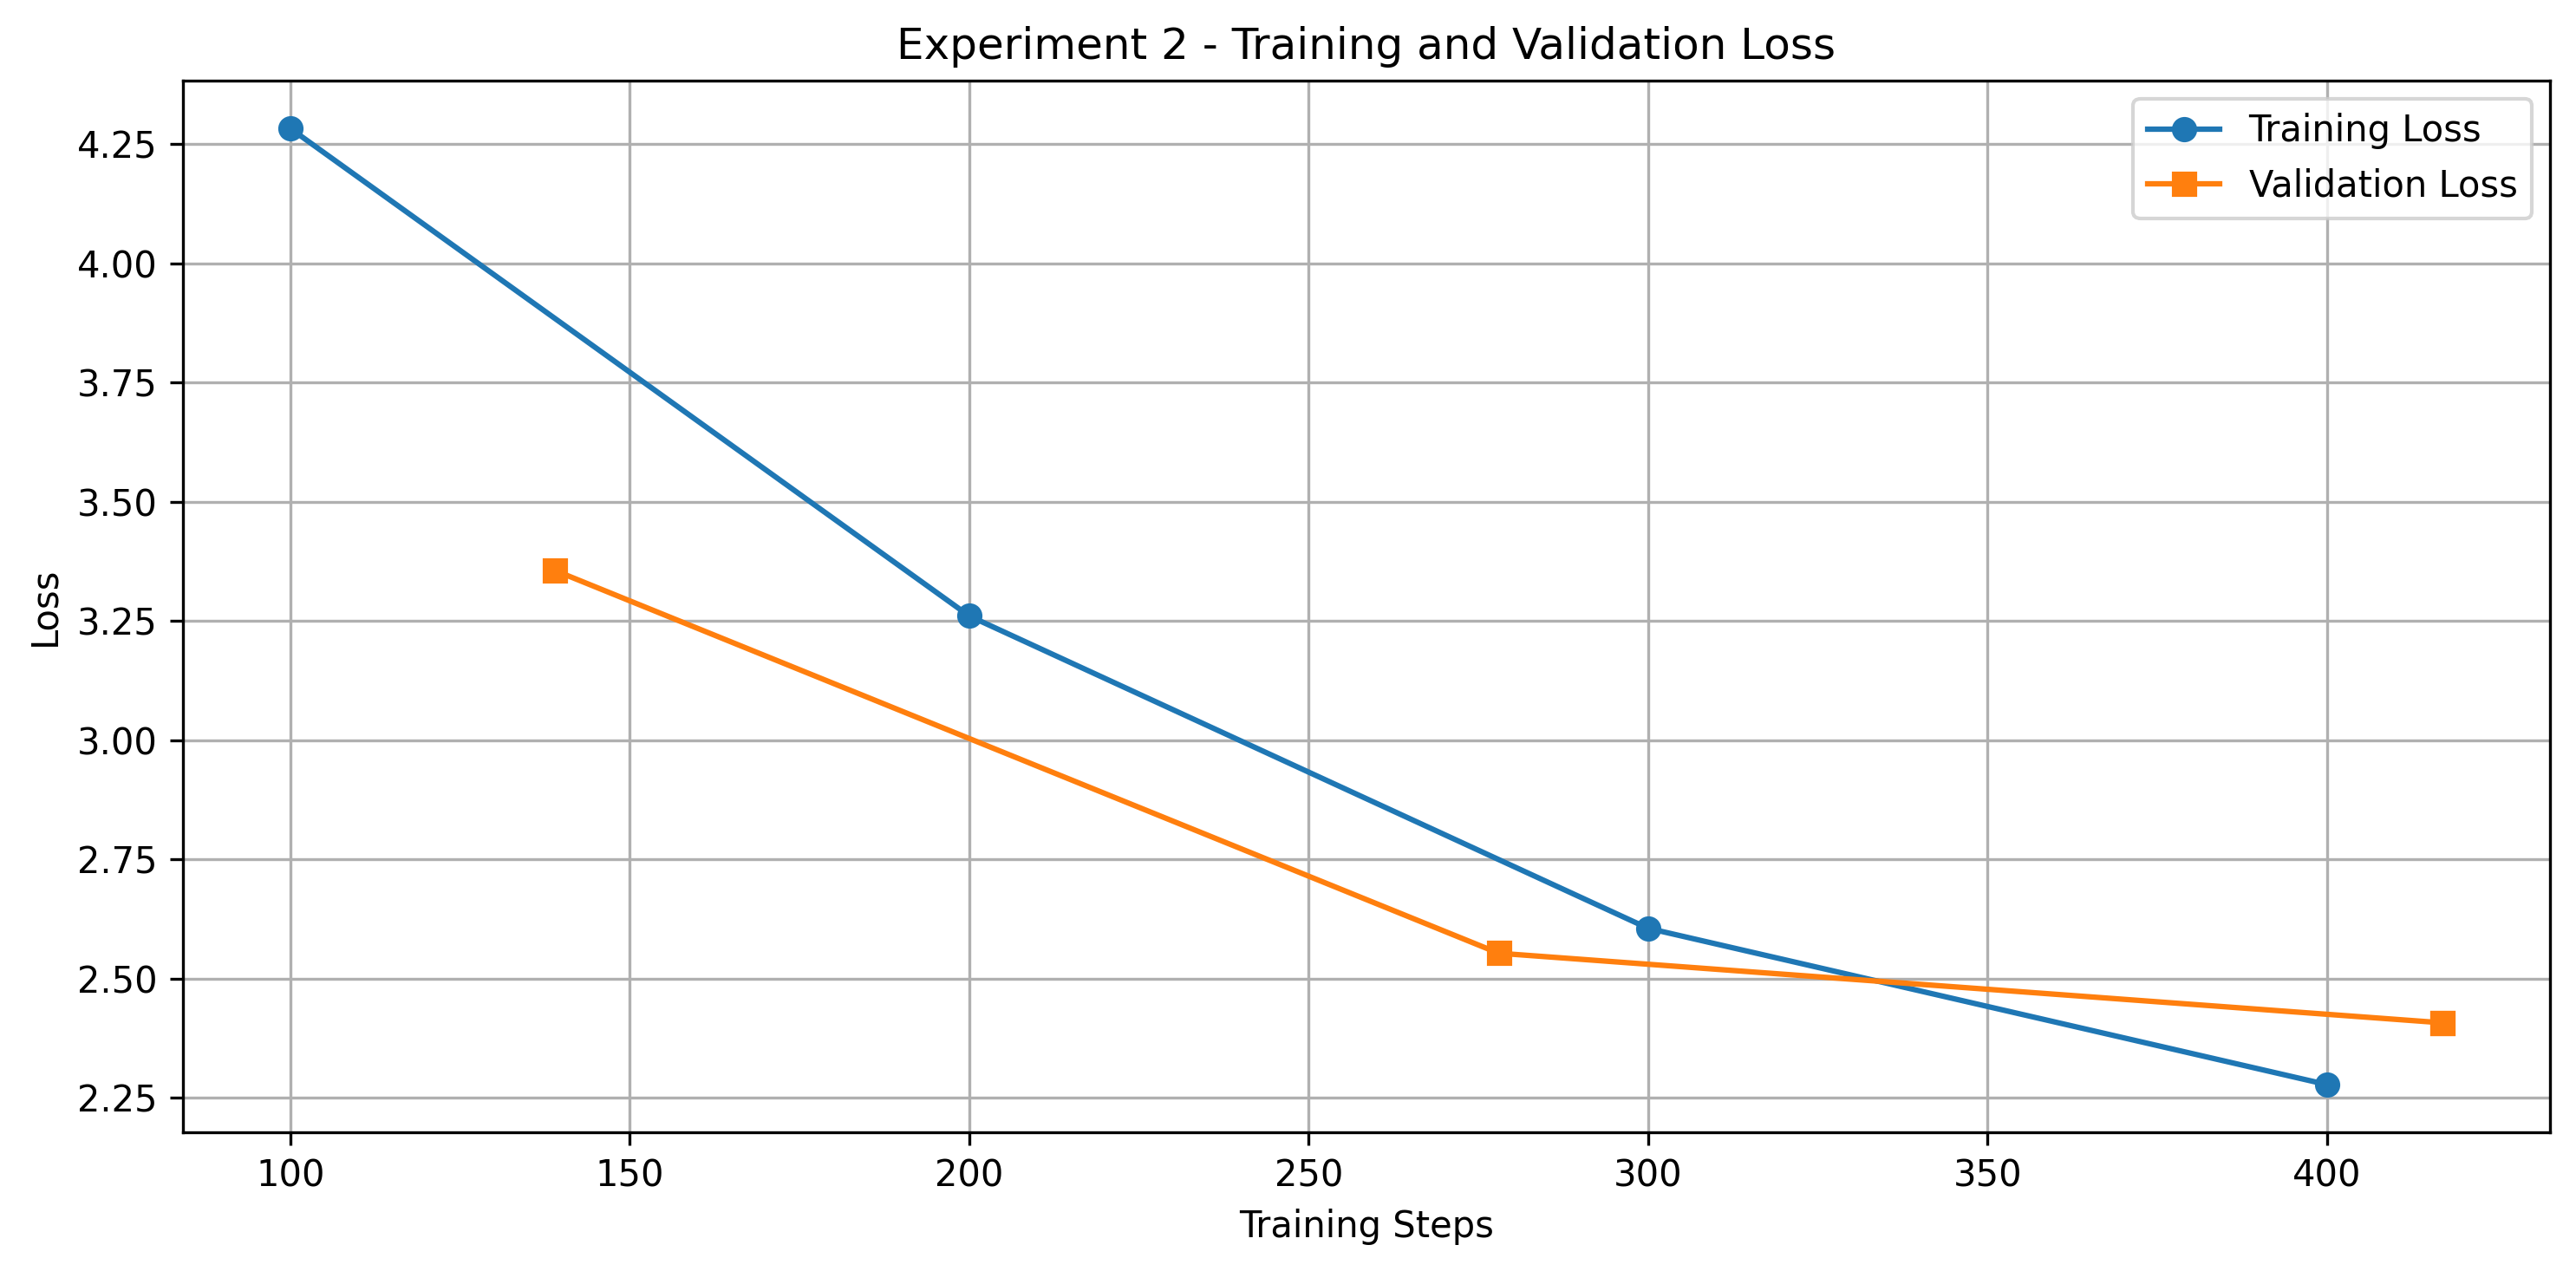 Experiment 2 - Training and Validation Loss
Training Loss
Validation Loss
4.25
4.00
3.75
3.50
3.25
3.00
2.75
2.50
2.25
Loss
100 150 200 250 300 350 400
Training Steps